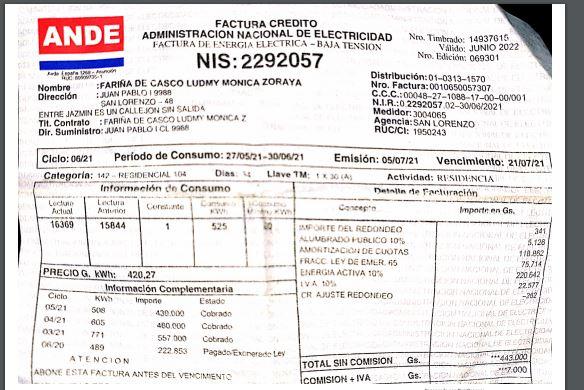 ANDE
Avda. España 1268 - Asunción
FACTURA CREDITO
ADMINISTRACION NACIONAL DE ELECTRICIDAD
FACTURA DE ENERGIA ELECTRICA - BAJA TENSION
NIS: 2292057
Nro. Timbrado: 14937615
Válido: JUNIO 2022
Nro. Edición: 069301
Nombre :FARIÑA DE CASCO LUDMY MONICA ZORAYA
Dirección :JUAN PABLO I 9988
SAN LORENZO - 48
ENTRE JAZMIN ES UN CALLEJON SIN SALIDA
Tit. Contrato :FARIÑA DE CASCO LUDMY MONICA Z
Dir. Suministro: JUAN PABLO I CL 9988
Distribución: 01-0313-1570
Nro. Factura: 0010650057307
C.C.C.: 00048-27-1088-17-00-00/001
N.I.R.: 0 2292057.02-30/06/2021
Medidor: 3004065
Agencia: SAN LORENZO
RUC/CI: 1950243
Ciclo: 06/21 Período de Consumo: 27/05/21-30/06/21 Emisión: 05/07/21 Vencimiento: 21/07/21
Categoría: 142 - RESIDENCIAL 104 Días: Llave TM: 1 X 30 (A) Actividad: RESIDENCIA
Información de Consumo
Lectura Actual Lectura Anterior Constante Consumo KWh
16369 15844 1 525
PRECIO G. KWh: 420,27
Información Complementaria
Ciclo KWh Importe Estado
05/21 508 430.000 Cobrado
04/21 605 460.000 Cobrado
03/21 771 557.000 Cobrado
06/20 489 222.853 Pagado/Exonerado Ley
ATENCION
ABONE ESTA FACTURA ANTES DEL VENCIMIENTO
Detalle de Facturación
Concepto Importe en Gs.
IMPORTE DEL REDONDEO 341
ALUMBRADO PUBLICO 10% 5,128
AMORTIZACION DE CUOTAS 118.862
FRACC. LEY DE EMER. 65 75,714
ENERGIA ACTIVA 10% 220,642
I.V.A. 10% 22,577
CR. AJUSTE REDONDEO -262
TOTAL SIN COMISION Gs. ***443.000
COMISION + IVA Gs. ***7.000